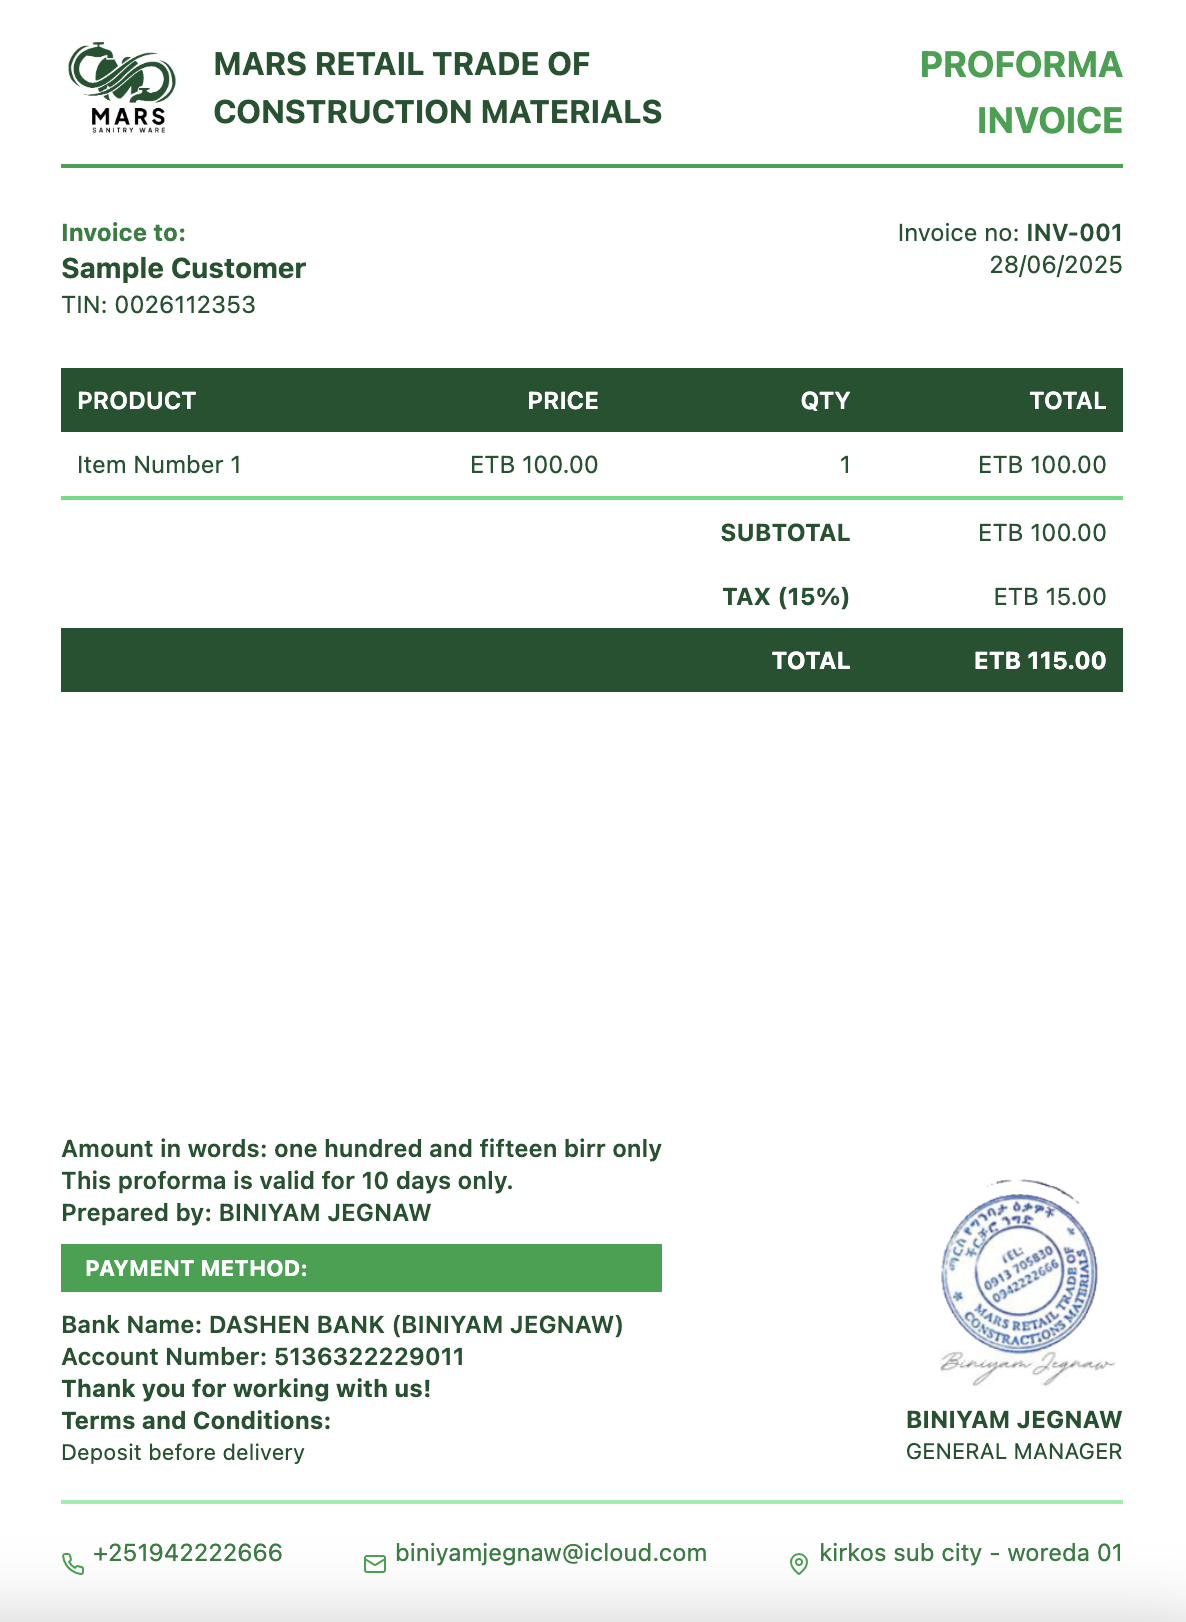 MARS
SANITRY WARE
MARS RETAIL TRADE OF
CONSTRUCTION MATERIALS
PROFORMA
INVOICE
Invoice to:
Sample Customer
TIN: 0026112353
Invoice no: INV-001
28/06/2025
PRODUCT PRICE QTY TOTAL
Item Number 1 ETB 100.00 1 ETB 100.00
SUBTOTAL ETB 100.00
TAX (15%) ETB 15.00
TOTAL ETB 115.00
Amount in words: one hundred and fifteen birr only
This proforma is valid for 10 days only.
Prepared by: BINIYAM JEGNAW
PAYMENT METHOD:
Bank Name: DASHEN BANK (BINIYAM JEGNAW)
Account Number: 5136322229011
Thank you for working with us!
Terms and Conditions:
Deposit before delivery
ማርስ የግንባታ ዕቃዎች
ችርቻሮ ንግድ
TEL:
0913 705830
0942222666
MARS RETAIL TRADE OF
CONSTRACTIONS MATERIALS
Biniyam Jegnaw
BINIYAM JEGNAW
GENERAL MANAGER
+251942222666
biniyamjegnaw@icloud.com
kirkos sub city - woreda 01